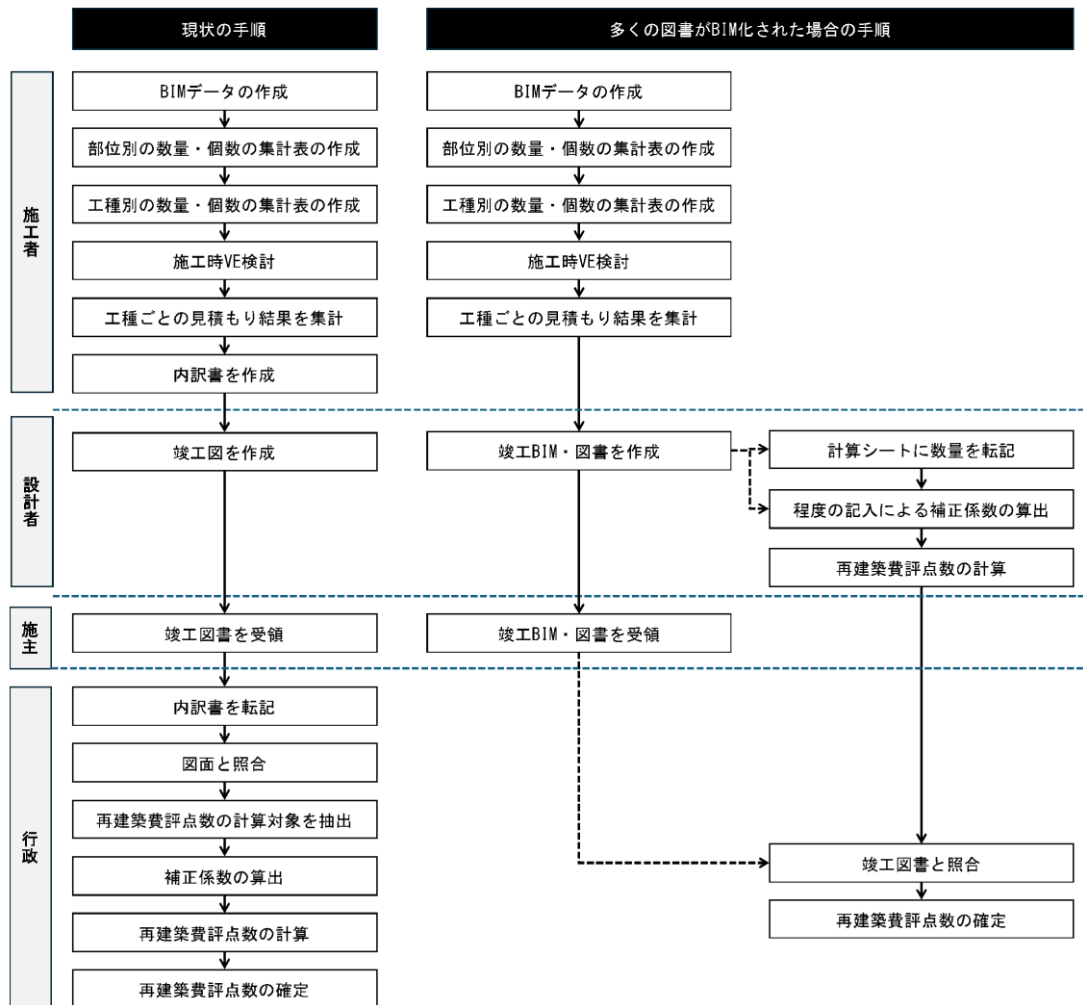 現状の手順
多くの図書がBIM化された場合の手順
施工者
BIMデータの作成
部位別の数量・個数の集計表の作成
工種別の数量・個数の集計表の作成
施工時VE検討
工種ごとの見積もり結果を集計
内訳書を作成
BIMデータの作成
部位別の数量・個数の集計表の作成
工種別の数量・個数の集計表の作成
施工時VE検討
工種ごとの見積もり結果を集計
設計者
竣工図を作成
竣工BIM・図書を作成
計算シートに数量を転記
程度の記入による補正係数の算出
再建築費評点数の計算
施主
竣工図書を受領
竣工BIM・図書を受領
行政
内訳書を転記
図面と照合
再建築費評点数の計算対象を抽出
補正係数の算出
再建築費評点数の計算
再建築費評点数の確定
竣工図書と照合
再建築費評点数の確定